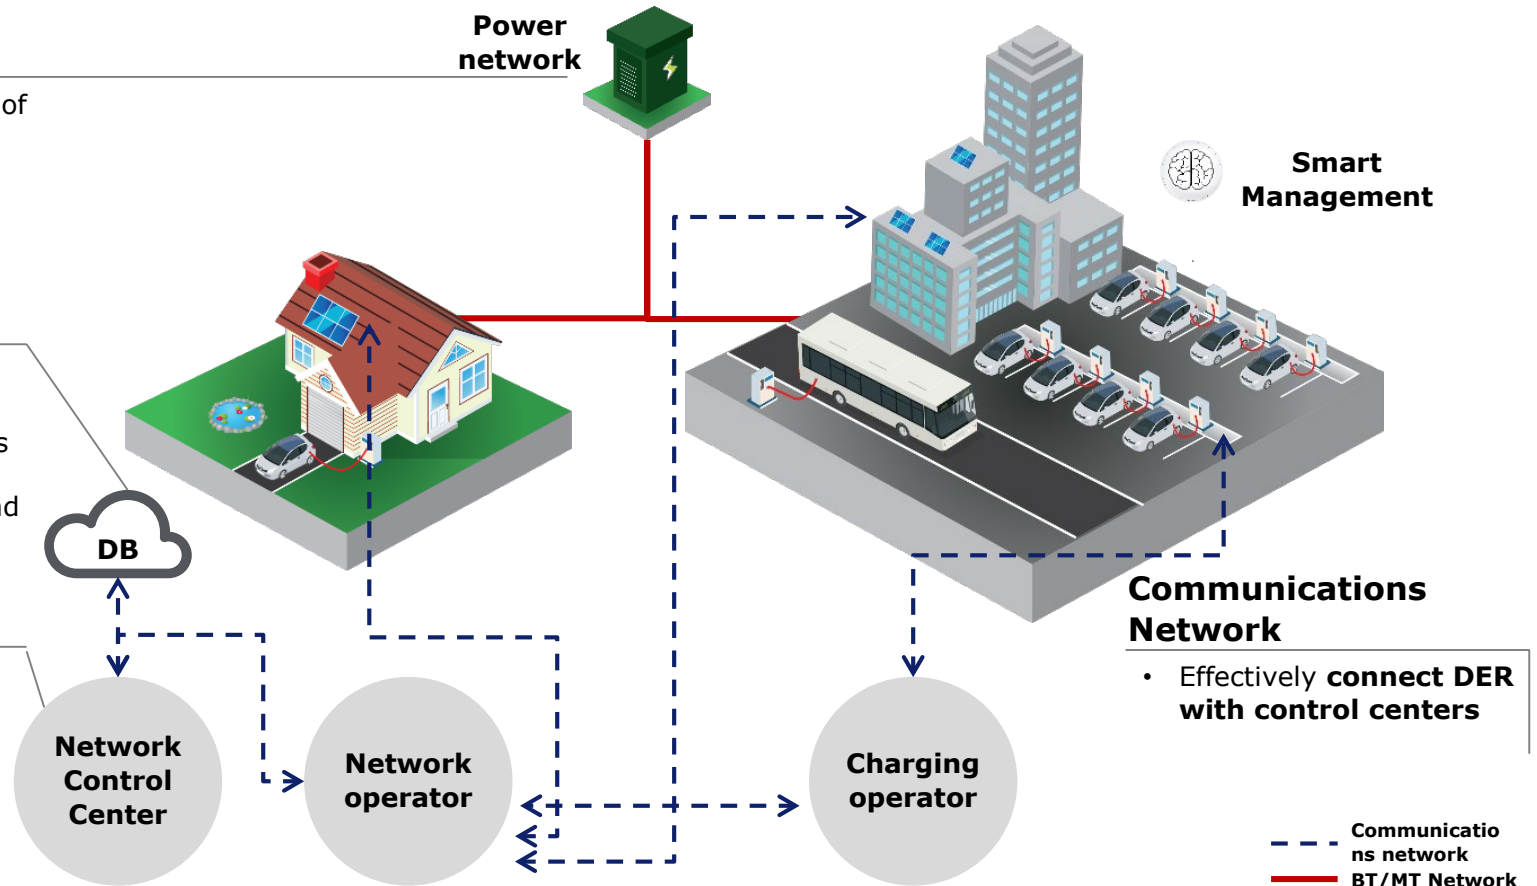 Power
network
of
Smart
Management
s
nd
DB
Communications
Network
• Effectively connect DER
with control centers
Network
Control
Center
Network
operator
Charging
operator
Communicatio
ns network
BT/MT Network